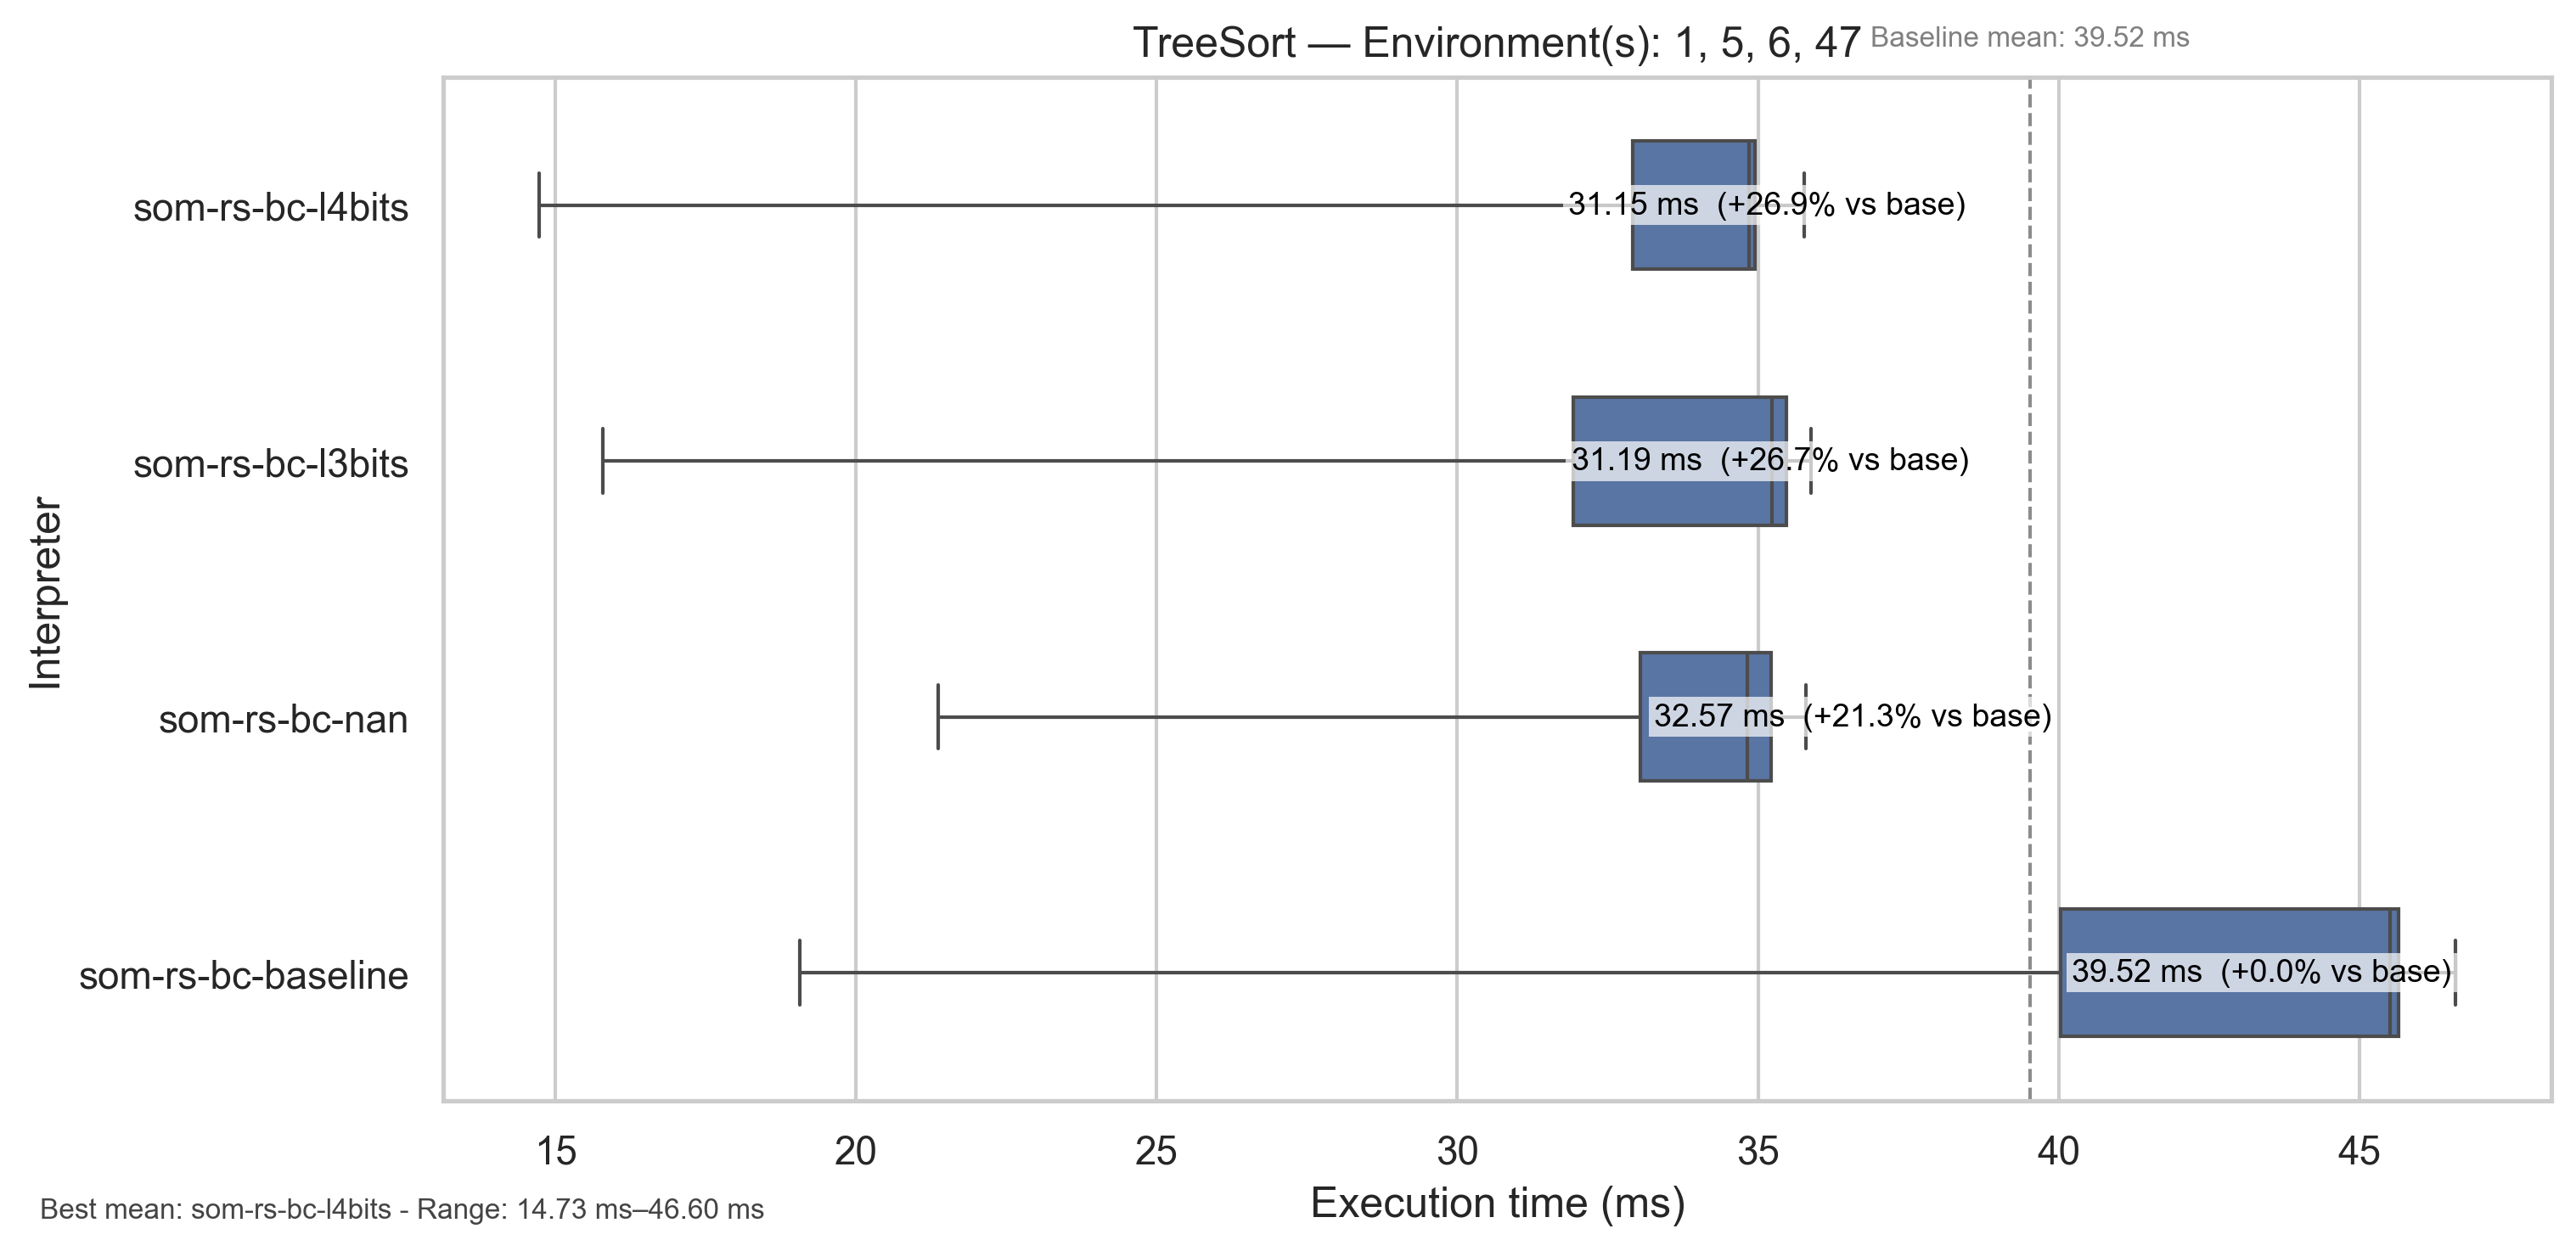 TreeSort — Environment(s): 1, 5, 6, 47
Baseline mean: 39.52 ms
Interpreter
som-rs-bc-l4bits
31.15 ms (+26.9% vs base)
som-rs-bc-l3bits
31.19 ms (+26.7% vs base)
som-rs-bc-nan
32.57 ms (+21.3% vs base)
som-rs-bc-baseline
39.52 ms (+0.0% vs base)
15 20 25 30 35 40 45
Execution time (ms)
Best mean: som-rs-bc-l4bits - Range: 14.73 ms–46.60 ms